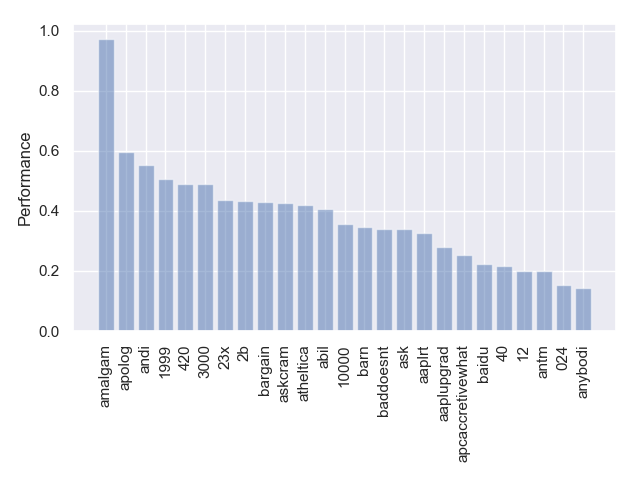 1.0
0.8
0.6
0.4
0.2
0.0
Performance
amalgam
apolog
andi
1999
420
3000
23x
2b
bargain
askcram
atheltica
abil
10000
barn
baddoesnt
ask
aaplrt
aaplupgrad
apcaccretivewhat
baidu
40
12
antm
024
anybodi